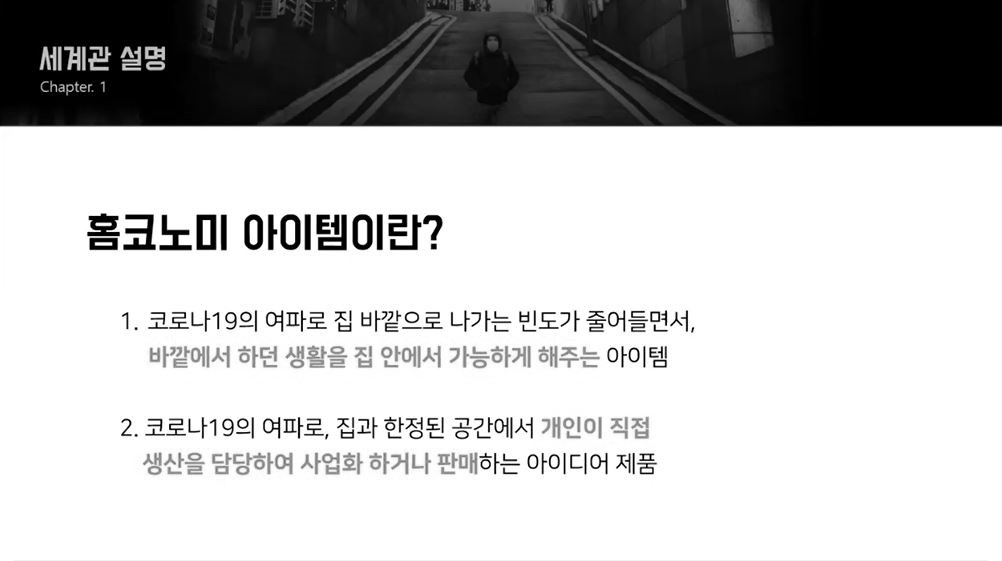 세계관 설명
Chapter. 1
홈코노미 아이템이란?
1. 코로나19의 여파로 집 바깥으로 나가는 빈도가 줄어들면서,
바깥에서 하던 생활을 집 안에서 가능하게 해주는 아이템
2. 코로나19의 여파로, 집과 한정된 공간에서 개인이 직접
생산을 담당하여 사업화 하거나 판매하는 아이디어 제품